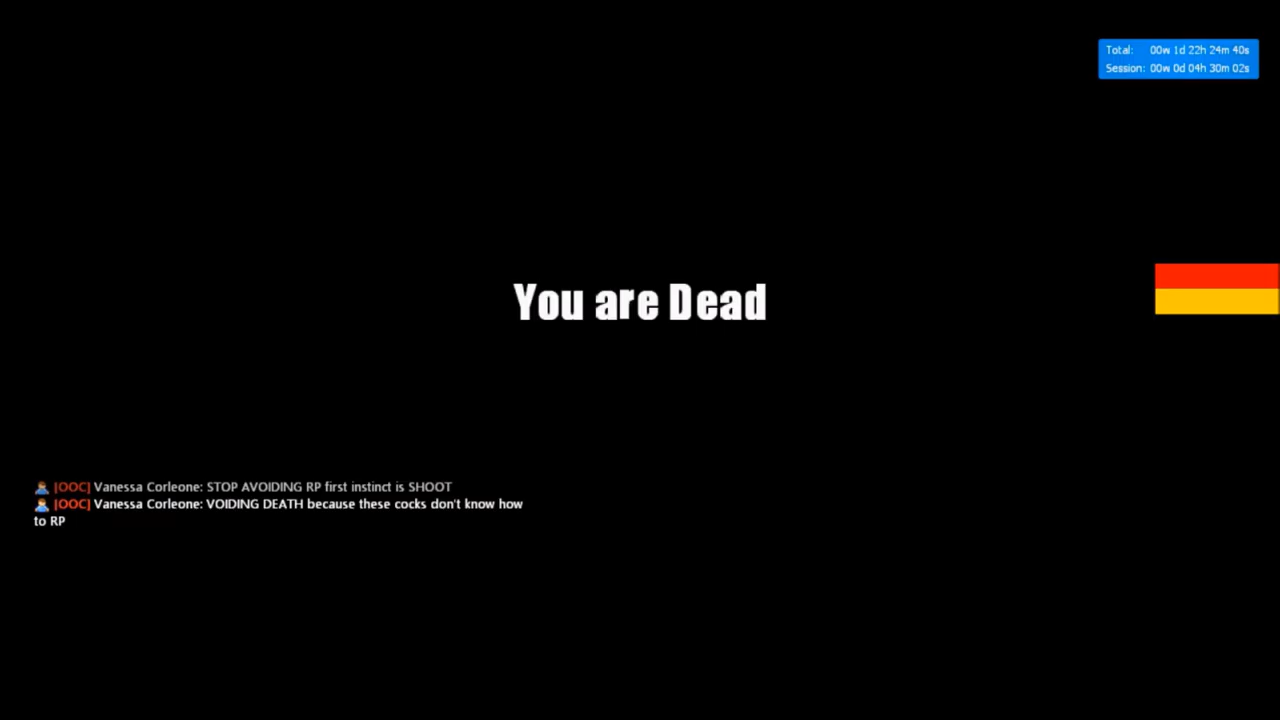 Total: 00w 1d 22h 24m 40s
Session: 00w 0d 04h 30m 02s
You are Dead
[OOC] Vanessa Corleone: STOP AVOIDING RP first instinct is SHOOT
[OOC] Vanessa Corleone: VOIDING DEATH because these cocks don't know how
to RP